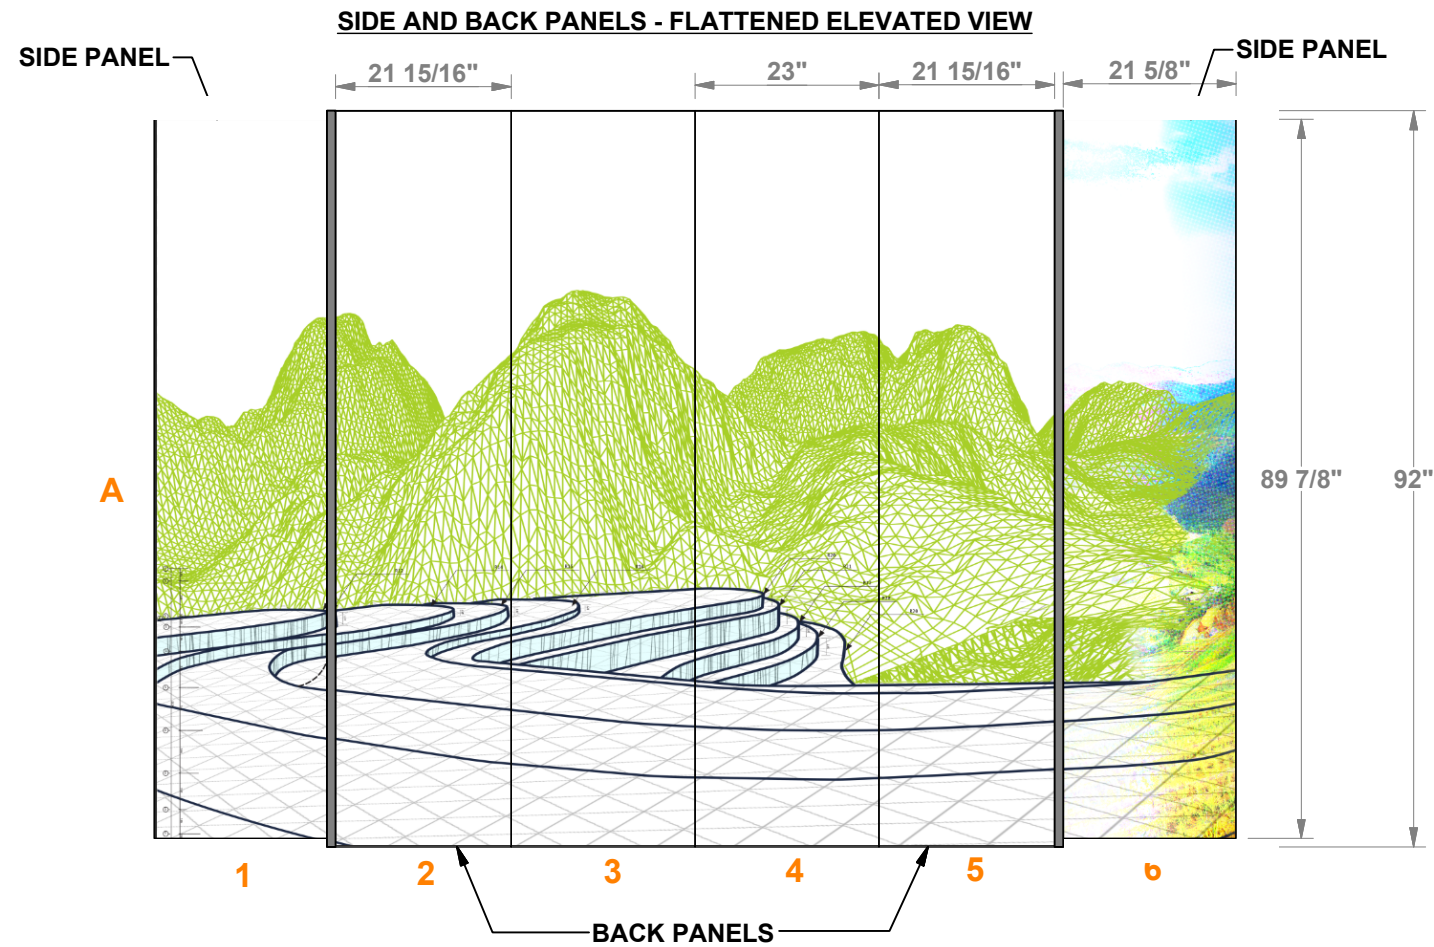 SIDE AND BACK PANELS - FLATTENED ELEVATED VIEW
SIDE PANEL
SIDE PANEL
21 15/16"
23"
21 15/16"
21 5/8"
A
89 7/8"
92"
1
2
3
4
5
6
BACK PANELS